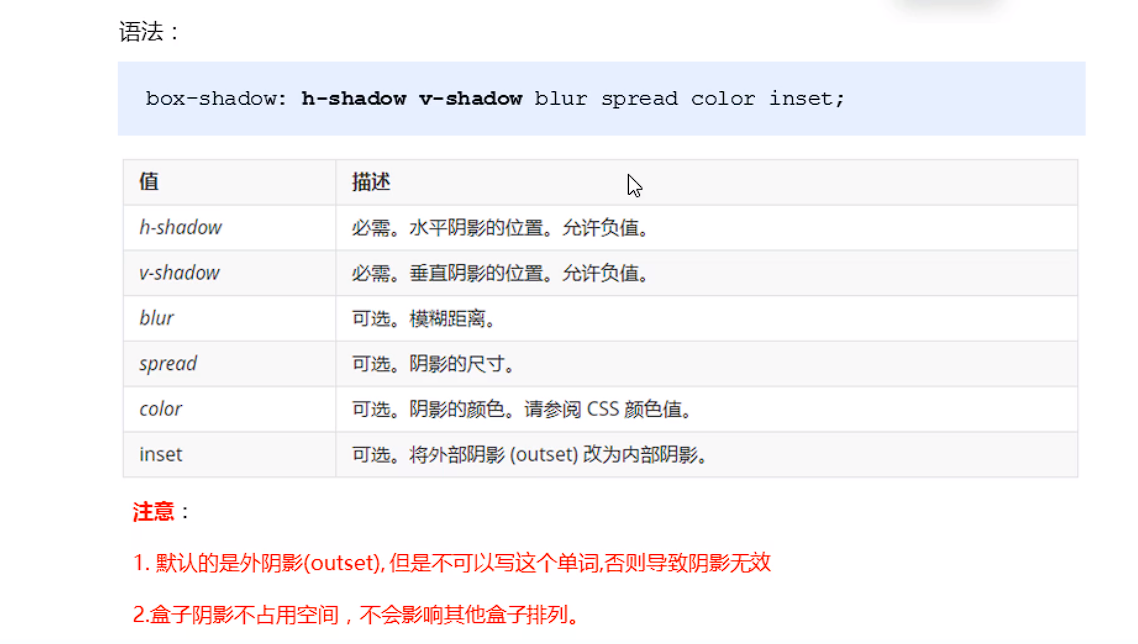 语法：
box-shadow: h-shadow v-shadow blur spread color inset;
值 描述
h-shadow 必需。水平阴影的位置。允许负值。
v-shadow 必需。垂直阴影的位置。允许负值。
blur 可选。模糊距离。
spread 可选。阴影的尺寸。
color 可选。阴影的颜色。请参阅 CSS 颜色值。
inset 可选。将外部阴影 (outset) 改为内部阴影。
注意：
1. 默认的是外阴影(outset), 但是不可以写这个单词,否则导致阴影无效
2.盒子阴影不占用空间，不会影响其他盒子排列。